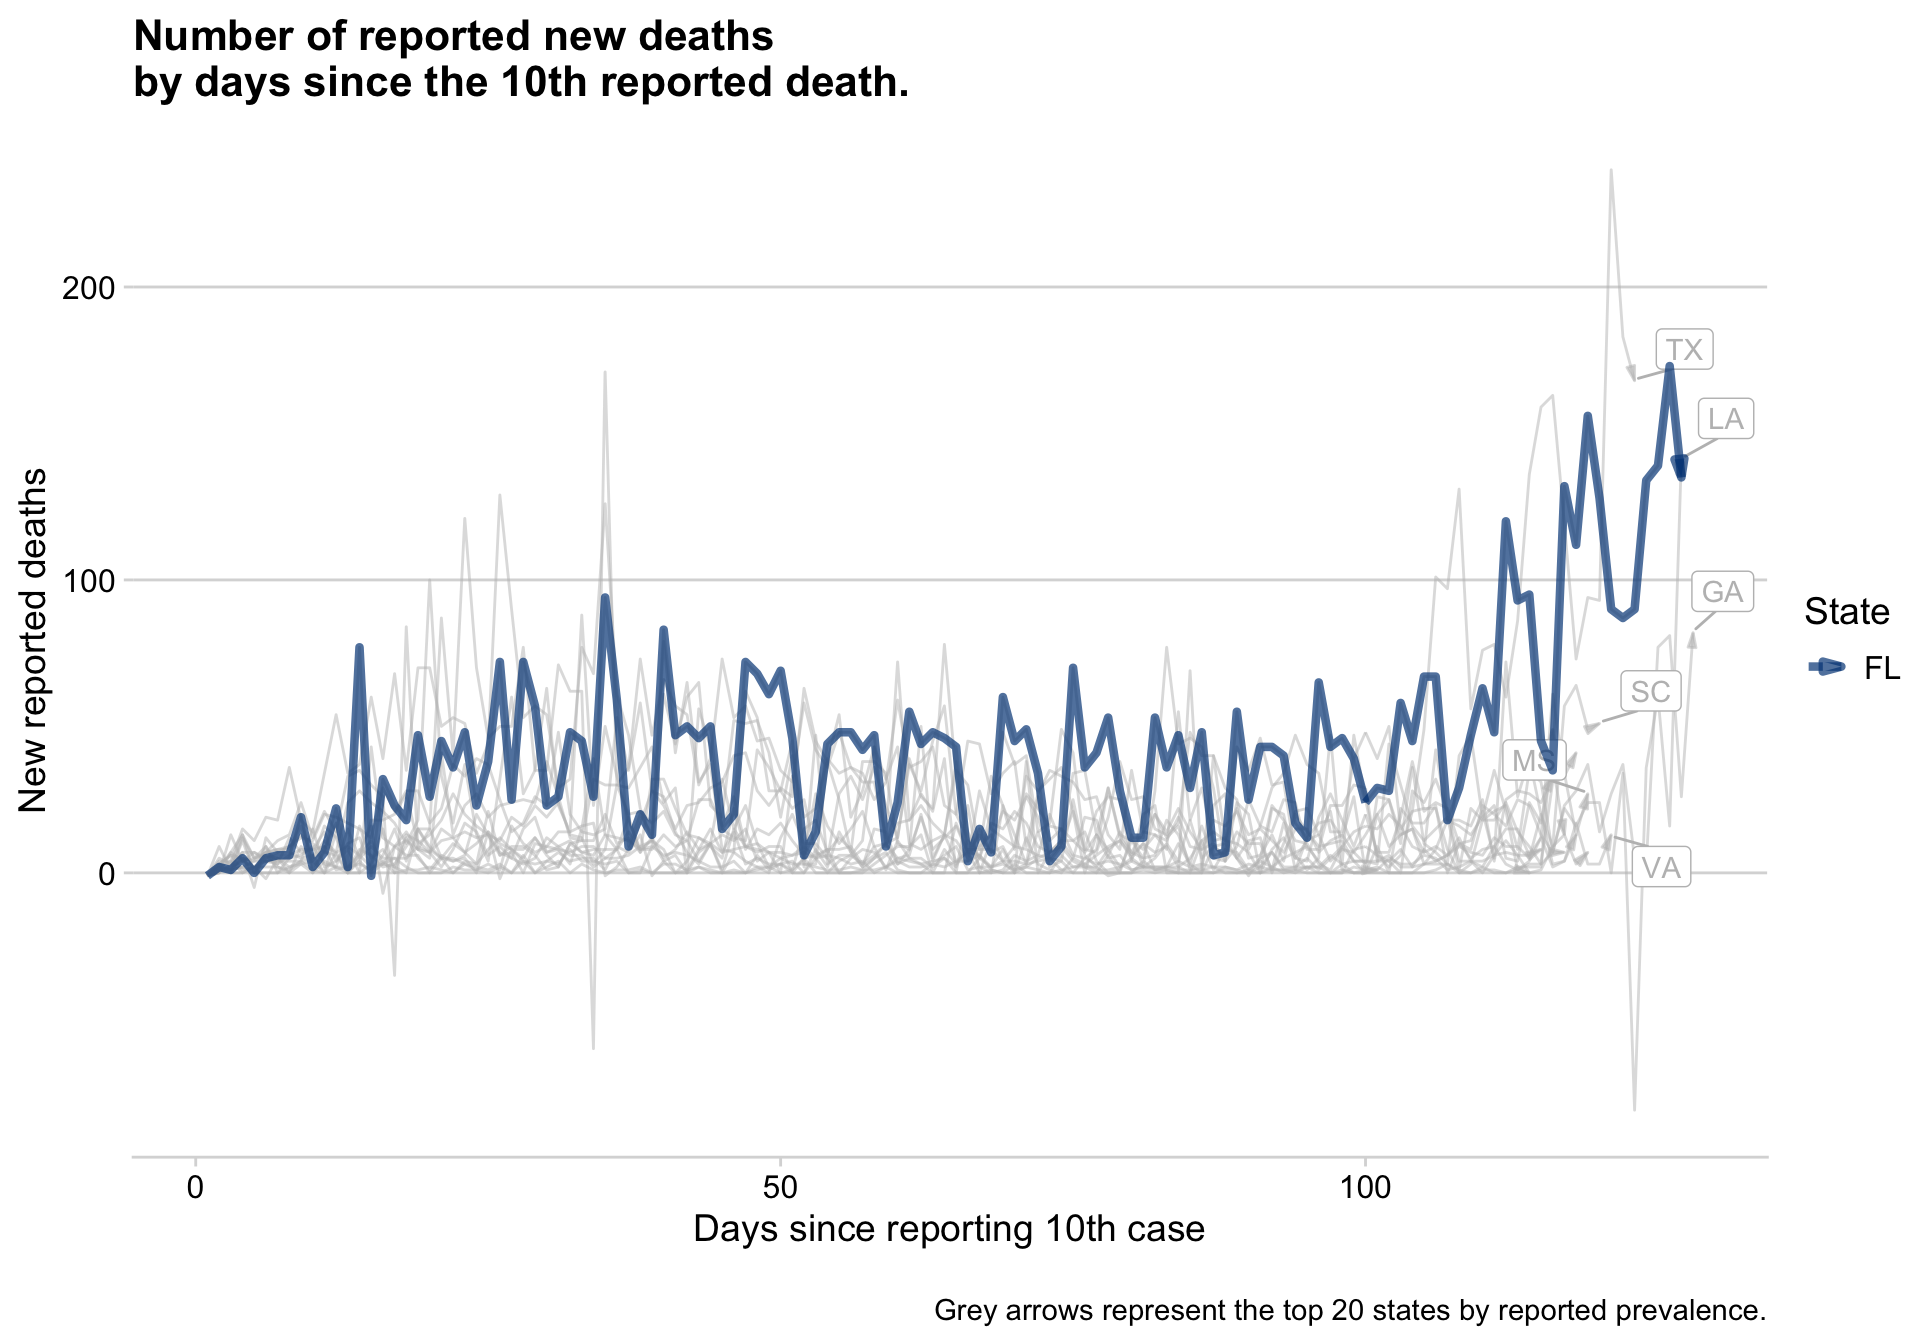 Number of reported new deaths
by days since the 10th reported death.
New reported deaths
200
100
0
TX
LA
GA
SC
MS
VA
State
FL
0
50
100
Days since reporting 10th case
Grey arrows represent the top 20 states by reported prevalence.